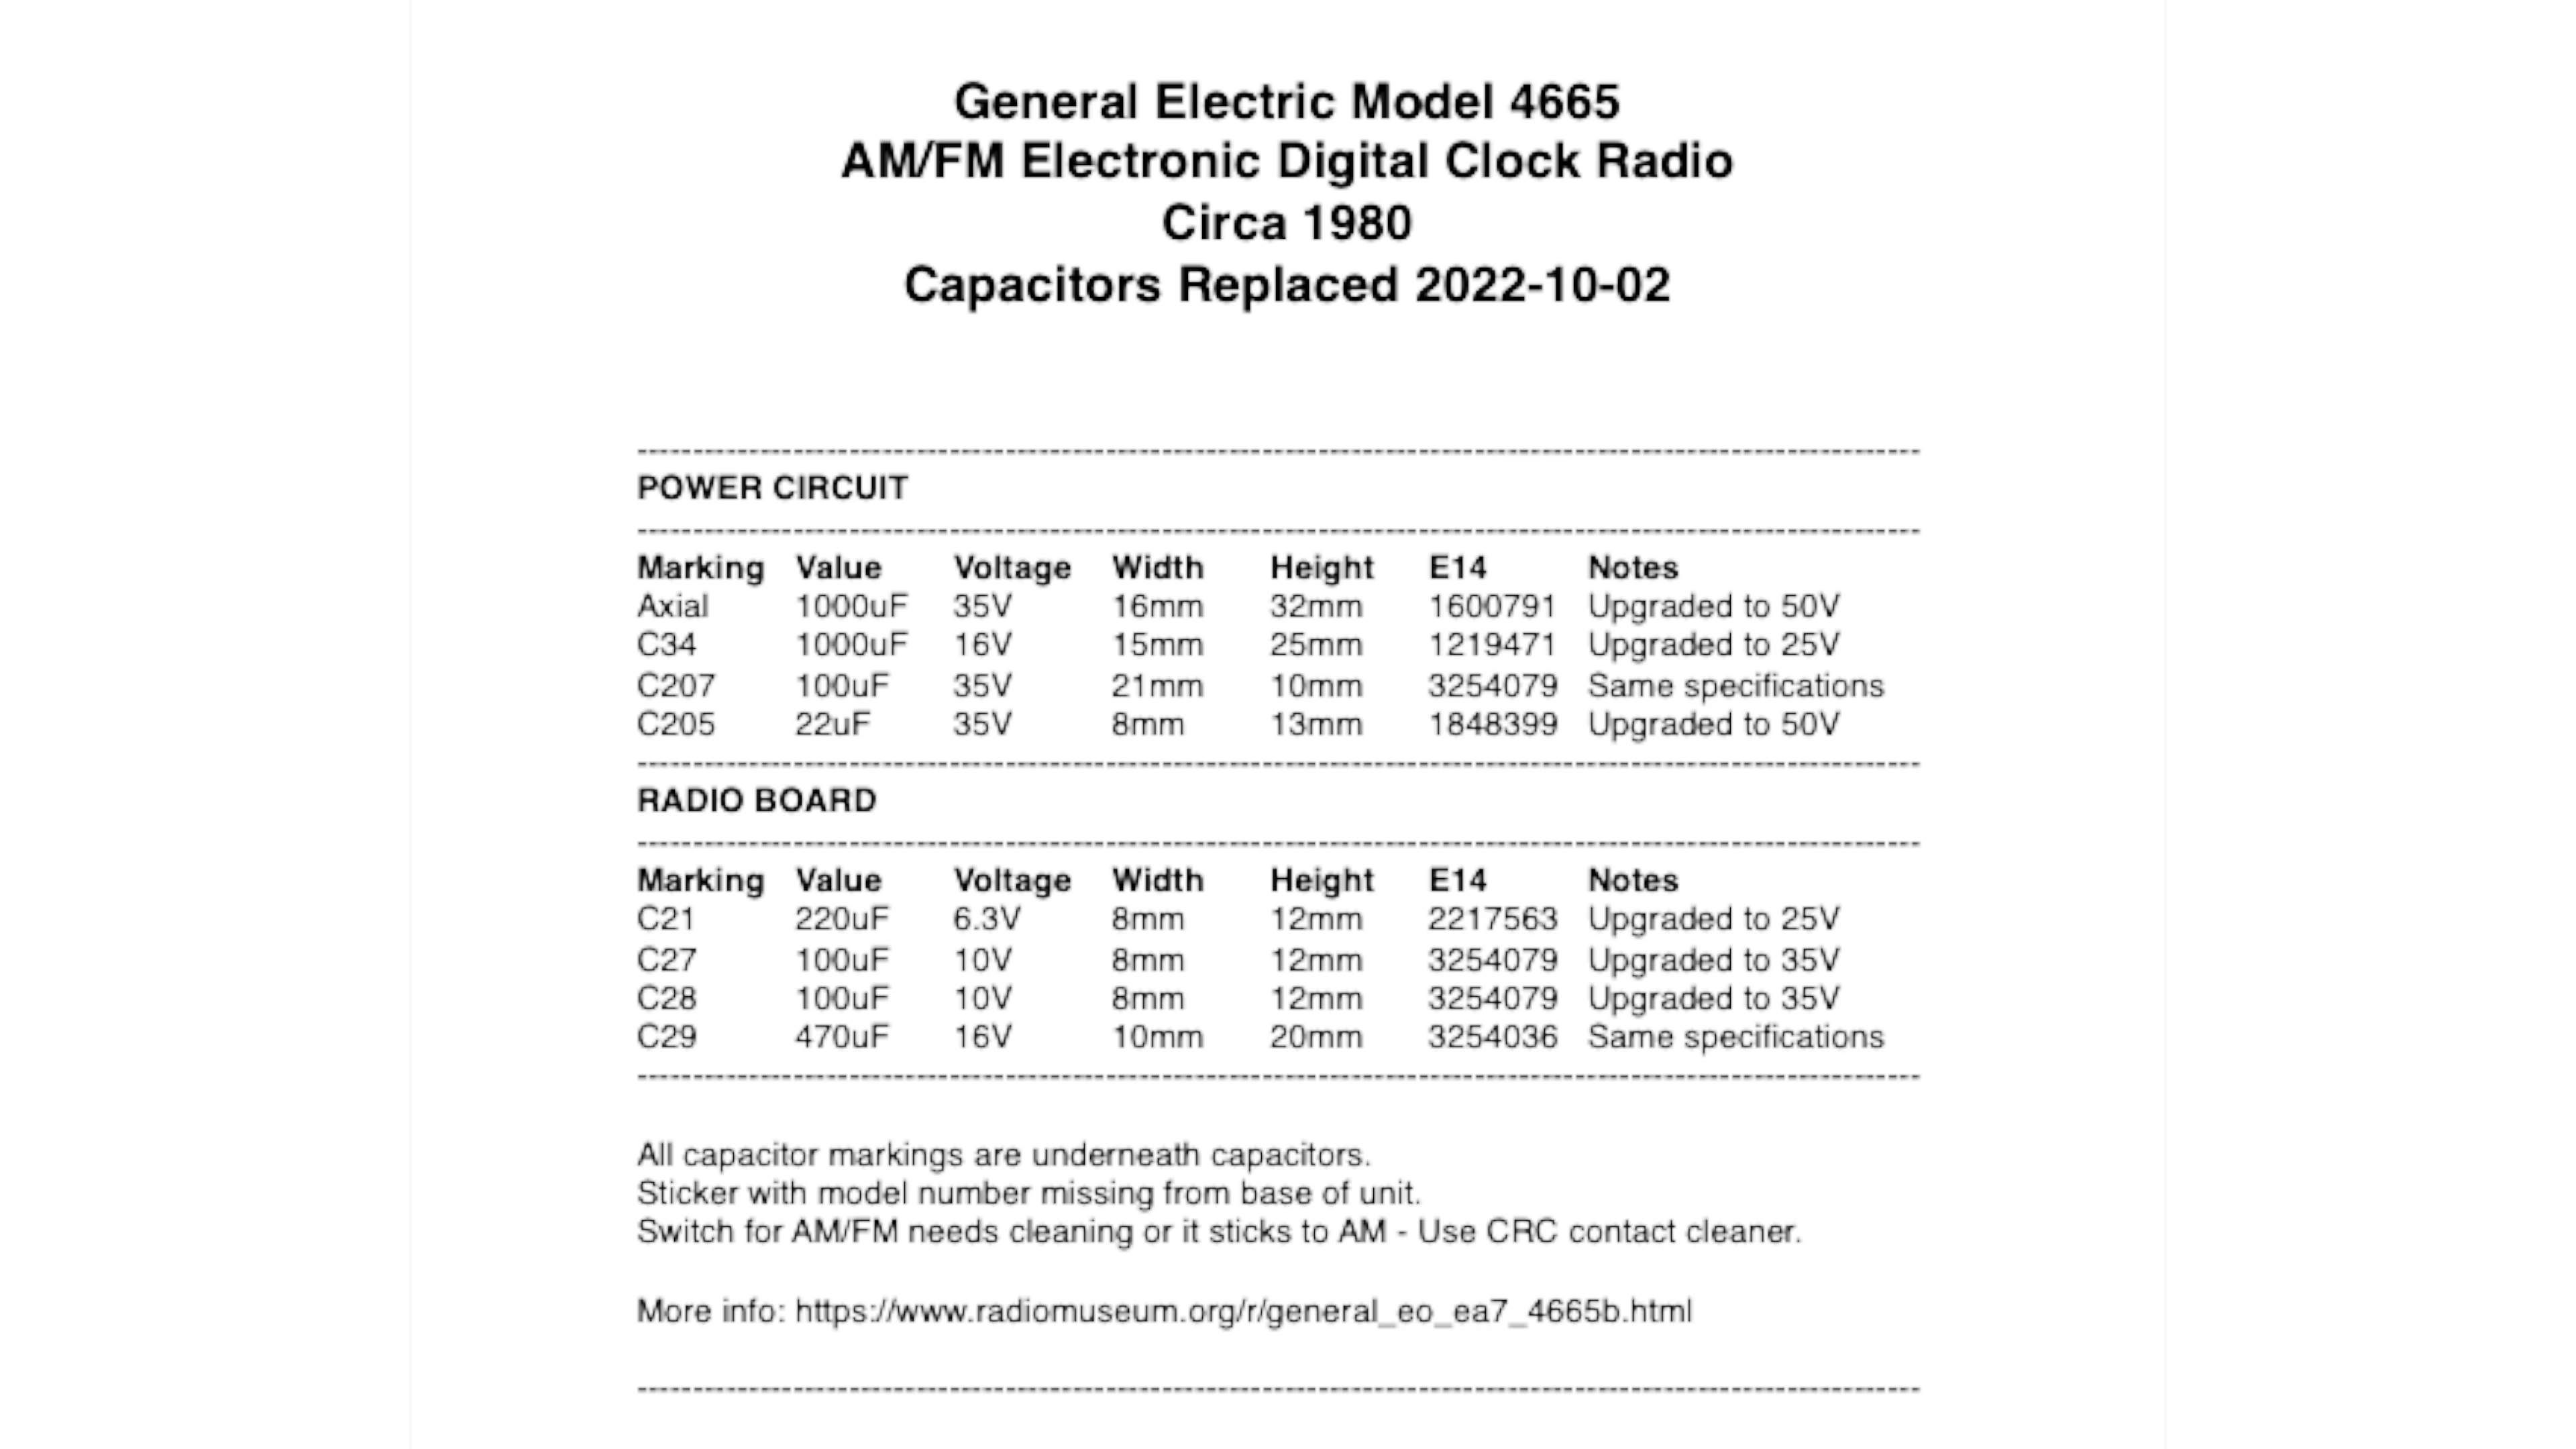 General Electric Model 4665
AM/FM Electronic Digital Clock Radio
Circa 1980
Capacitors Replaced 2022-10-02
--------------------------------------------------------------------------------
POWER CIRCUIT
--------------------------------------------------------------------------------
Marking Value Voltage Width Height E14 Notes
Axial 1000uF 35V 16mm 32mm 1600791 Upgraded to 50V
C34 1000uF 16V 15mm 25mm 1219471 Upgraded to 25V
C207 100uF 35V 21mm 10mm 3254079 Same specifications
C205 22uF 35V 8mm 13mm 1848399 Upgraded to 50V
--------------------------------------------------------------------------------
RADIO BOARD
--------------------------------------------------------------------------------
Marking Value Voltage Width Height E14 Notes
C21 220uF 6.3V 8mm 12mm 2217563 Upgraded to 25V
C27 100uF 10V 8mm 12mm 3254079 Upgraded to 35V
C28 100uF 10V 8mm 12mm 3254079 Upgraded to 35V
C29 470uF 16V 10mm 20mm 3254036 Same specifications
--------------------------------------------------------------------------------
All capacitor markings are underneath capacitors.
Sticker with model number missing from base of unit.
Switch for AM/FM needs cleaning or it sticks to AM - Use CRC contact cleaner.
More info: https://www.radiomuseum.org/r/general_eo_ea7_4665b.html
--------------------------------------------------------------------------------